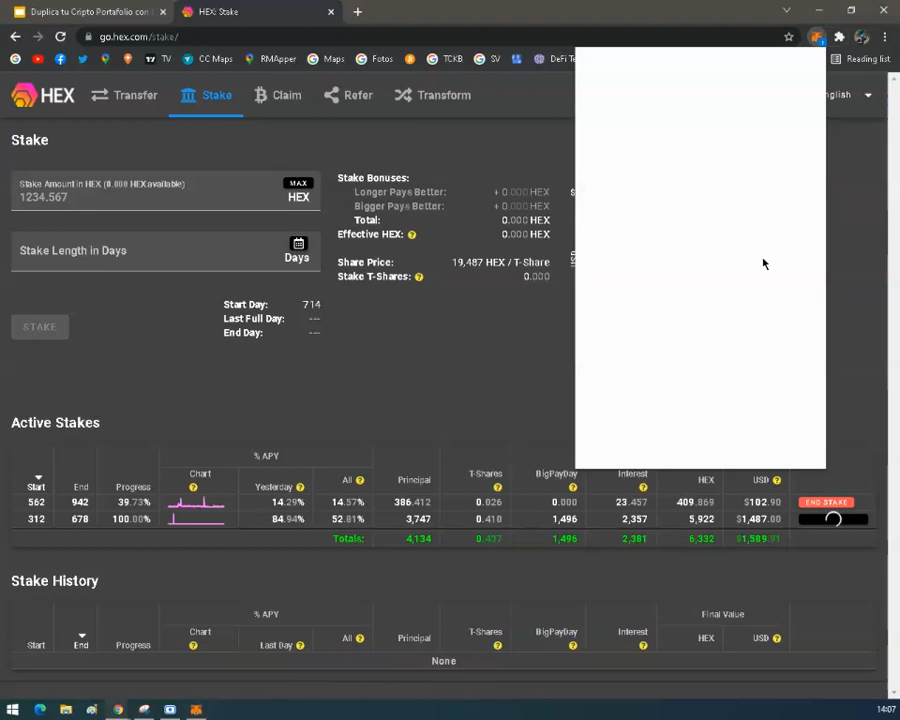 Duplica tu Cripto Portafolio con
HEX: Stake
go.hex.com/stake/
TV
CC Maps
RMApper
Maps
Fotos
TCKB
SV
DeFi Te
Reading list
HEX
Transfer
Stake
Claim
Refer
Transform
nglish
Stake
Stake Amount in HEX (0.000 HEX available)
1234.567
MAX
HEX
Stake Length in Days
Days
STAKE
Start Day: 714
Last Full Day: ---
End Day: ---
Stake Bonuses:
Longer Pays Better: + 0.000 HEX
Bigger Pays Better: + 0.000 HEX
Total: 0.000 HEX
Effective HEX: ? 0.000 HEX
Share Price: 19,487 HEX / T-Share
Stake T-Shares: ? 0.000
USD
Active Stakes
% APY
Start End Progress Chart ? Yesterday ? All ? Principal T-Shares ? BigPayDay ? Interest ? HEX USD ?
562 942 39.73% 14.29% 14.57% 386.412 0.026 0.000 23.457 409.869 $102.90 END STAKE
312 678 100.00% 84.94% 52.81% 3,747 0.410 1,496 2,357 5,922 $1,487.00
Totals: 4,134 0.437 1,496 2,381 6,332 $1,589.91
Stake History
% APY Final Value
Start End Progress Chart ? Last Day ? All ? Principal T-Shares ? BigPayDay ? Interest ? HEX USD ?
None
14:07